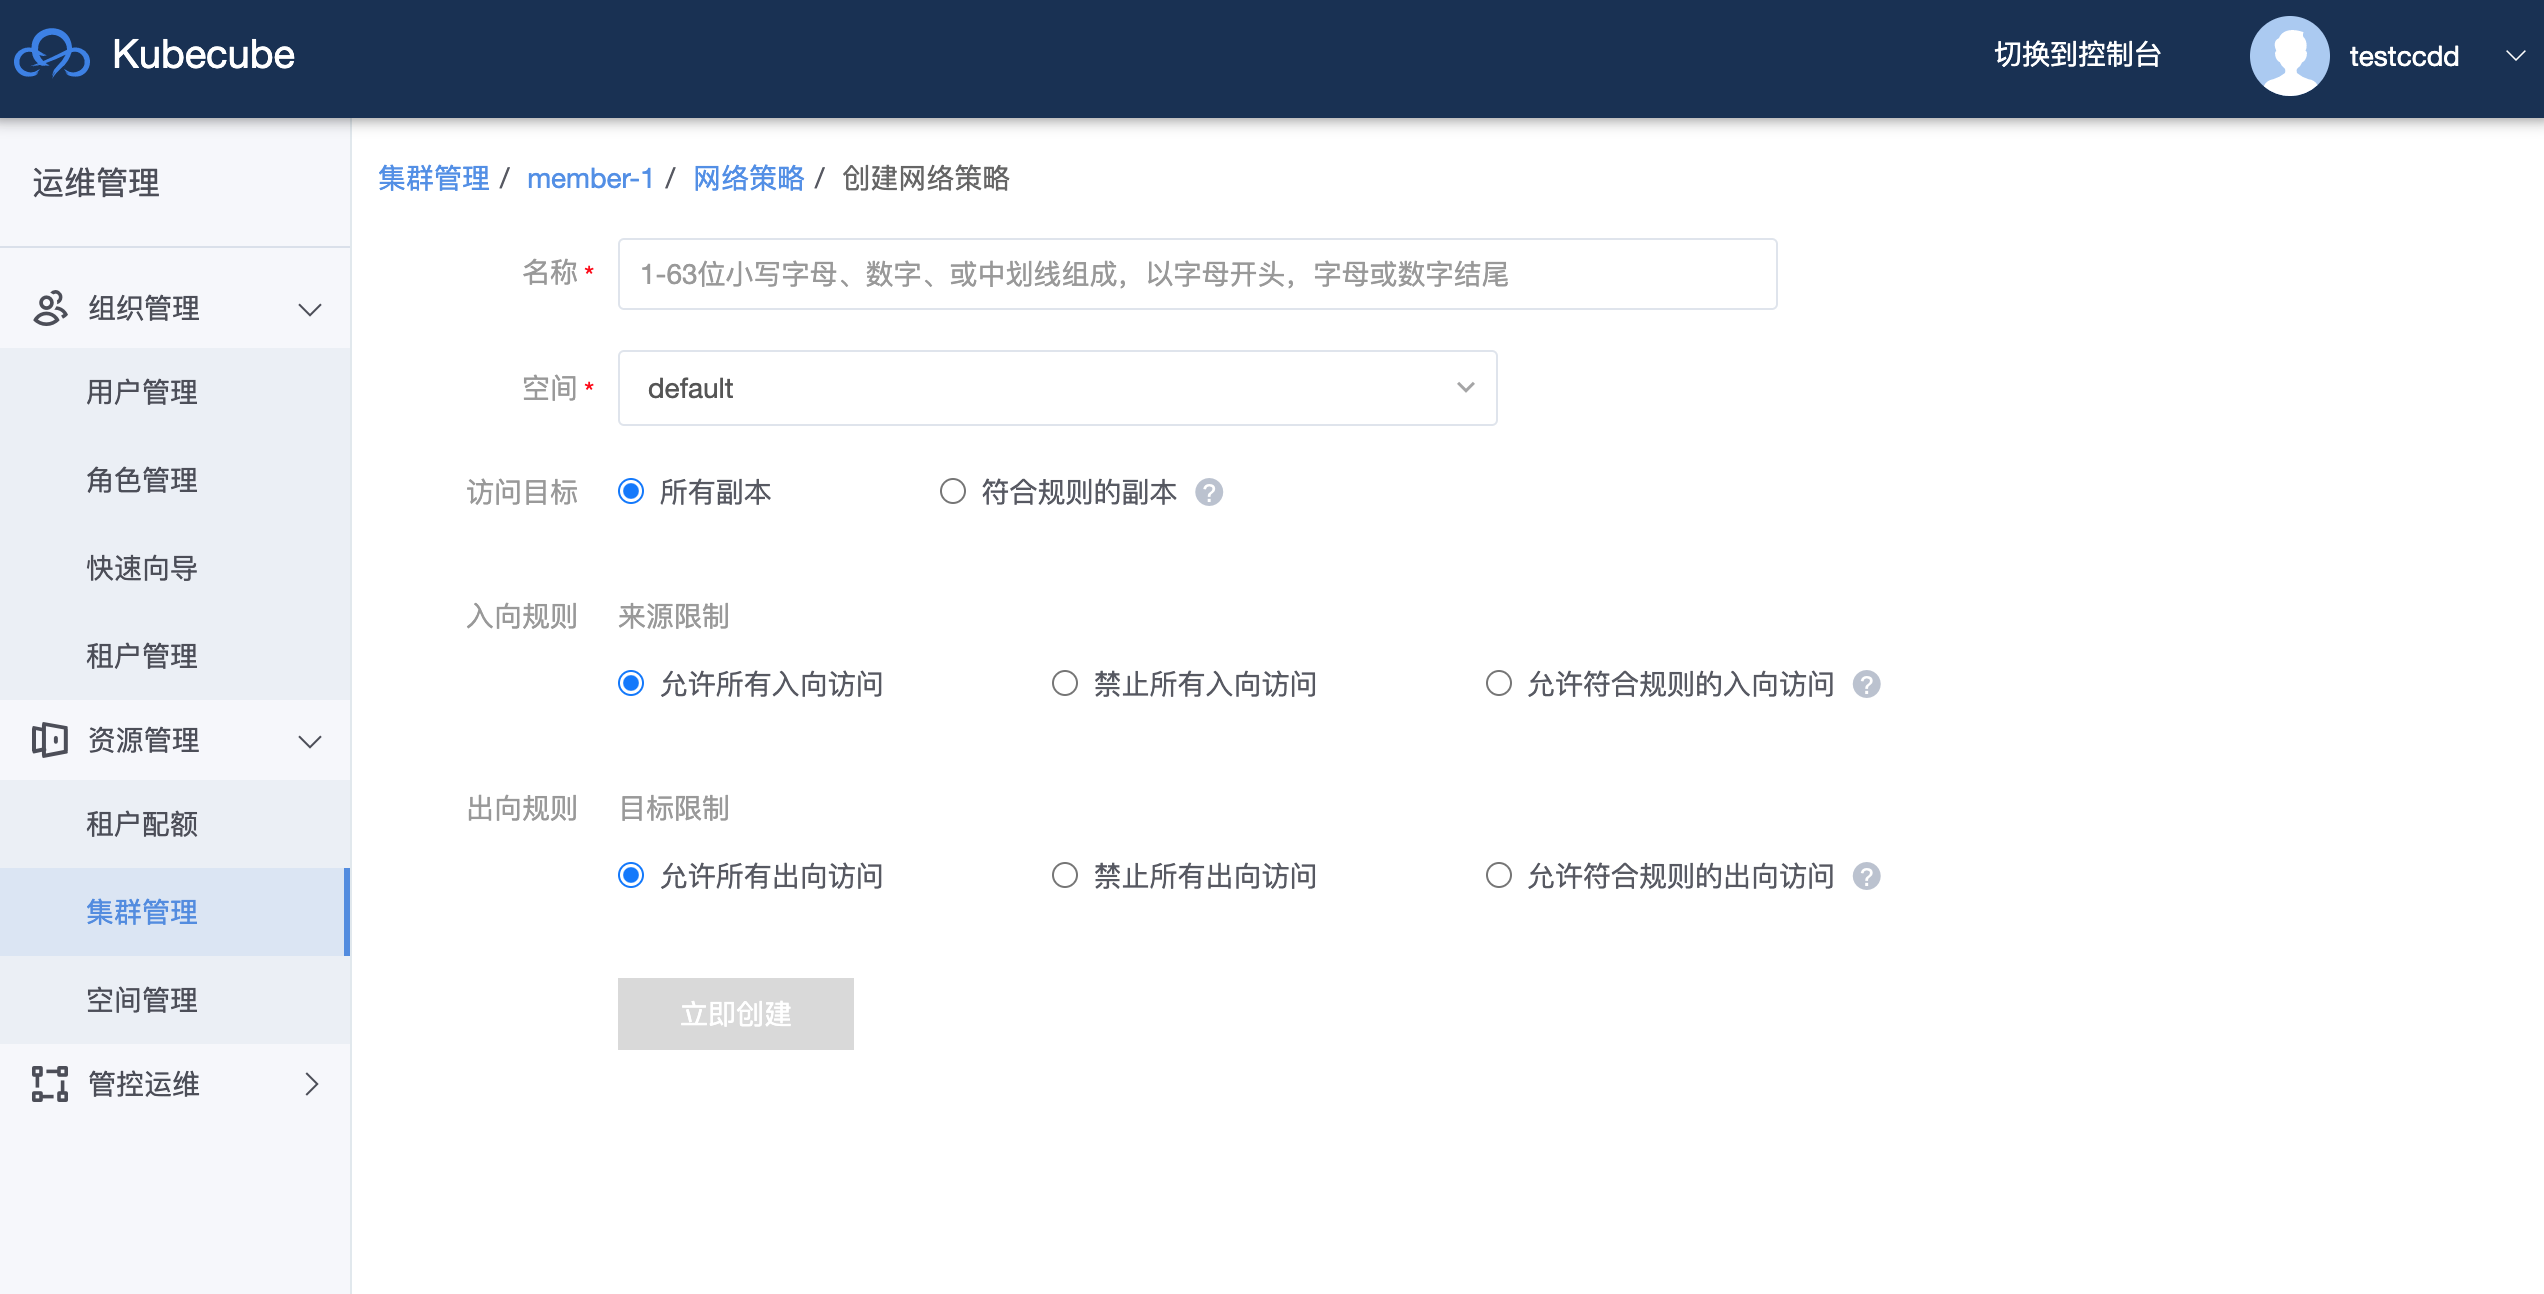 Kubecube
切换到控制台
testccdd
运维管理
组织管理
用户管理
角色管理
快速向导
租户管理
资源管理
租户配额
集群管理
空间管理
管控运维
集群管理 / member-1 / 网络策略 / 创建网络策略
名称 * 1-63位小写字母、数字、或中划线组成，以字母开头，字母或数字结尾
空间 * default
访问目标 所有副本 符合规则的副本 ?
入向规则 来源限制
允许所有入向访问 禁止所有入向访问 允许符合规则的入向访问 ?
出向规则 目标限制
允许所有出向访问 禁止所有出向访问 允许符合规则的出向访问 ?
立即创建